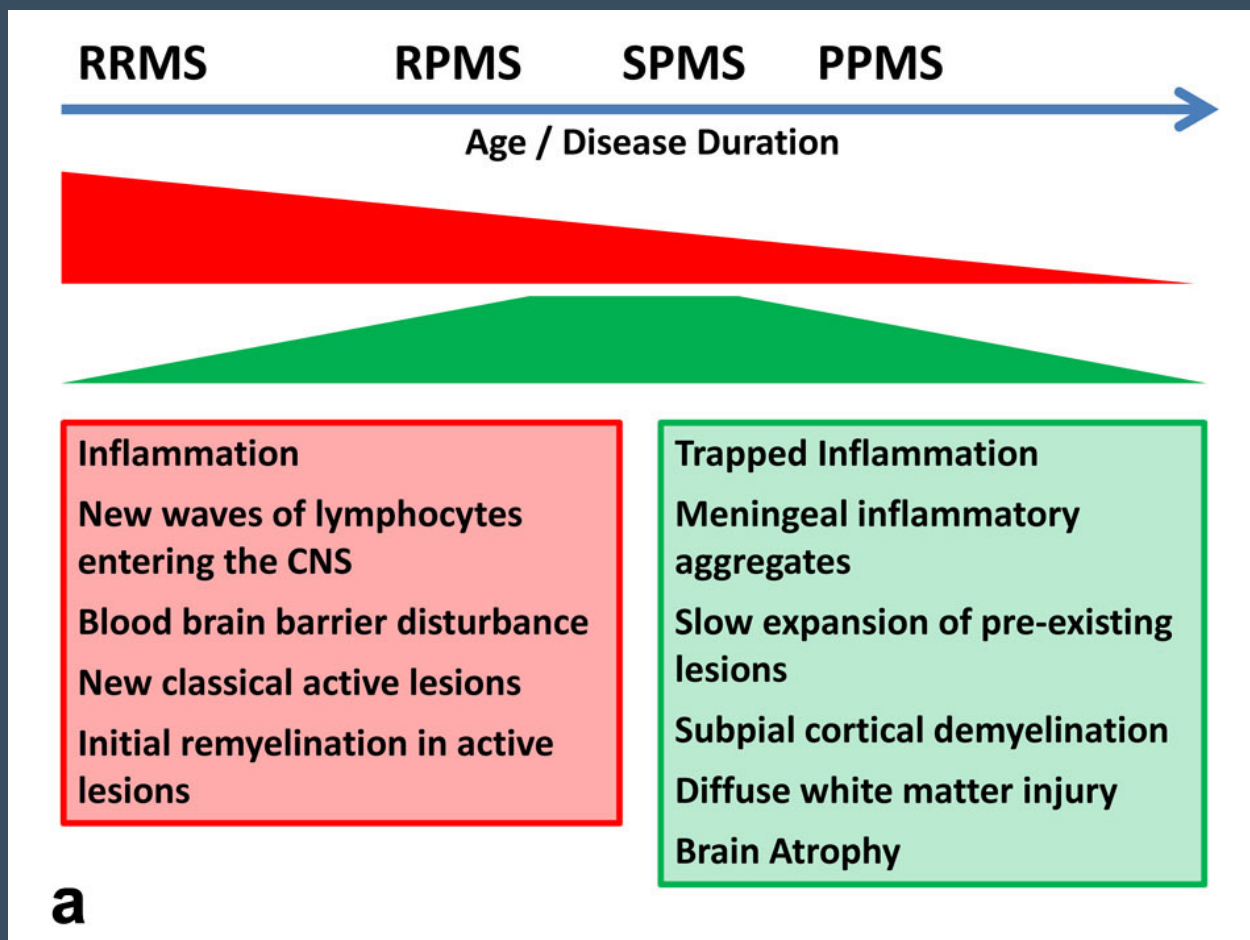 RRMS RPMS SPMS PPMS
Age / Disease Duration
Inflammation
New waves of lymphocytes
entering the CNS
Blood brain barrier disturbance
New classical active lesions
Initial remyelination in active
lesions
Trapped Inflammation
Meningeal inflammatory
aggregates
Slow expansion of pre-existing
lesions
Subpial cortical demyelination
Diffuse white matter injury
Brain Atrophy
a